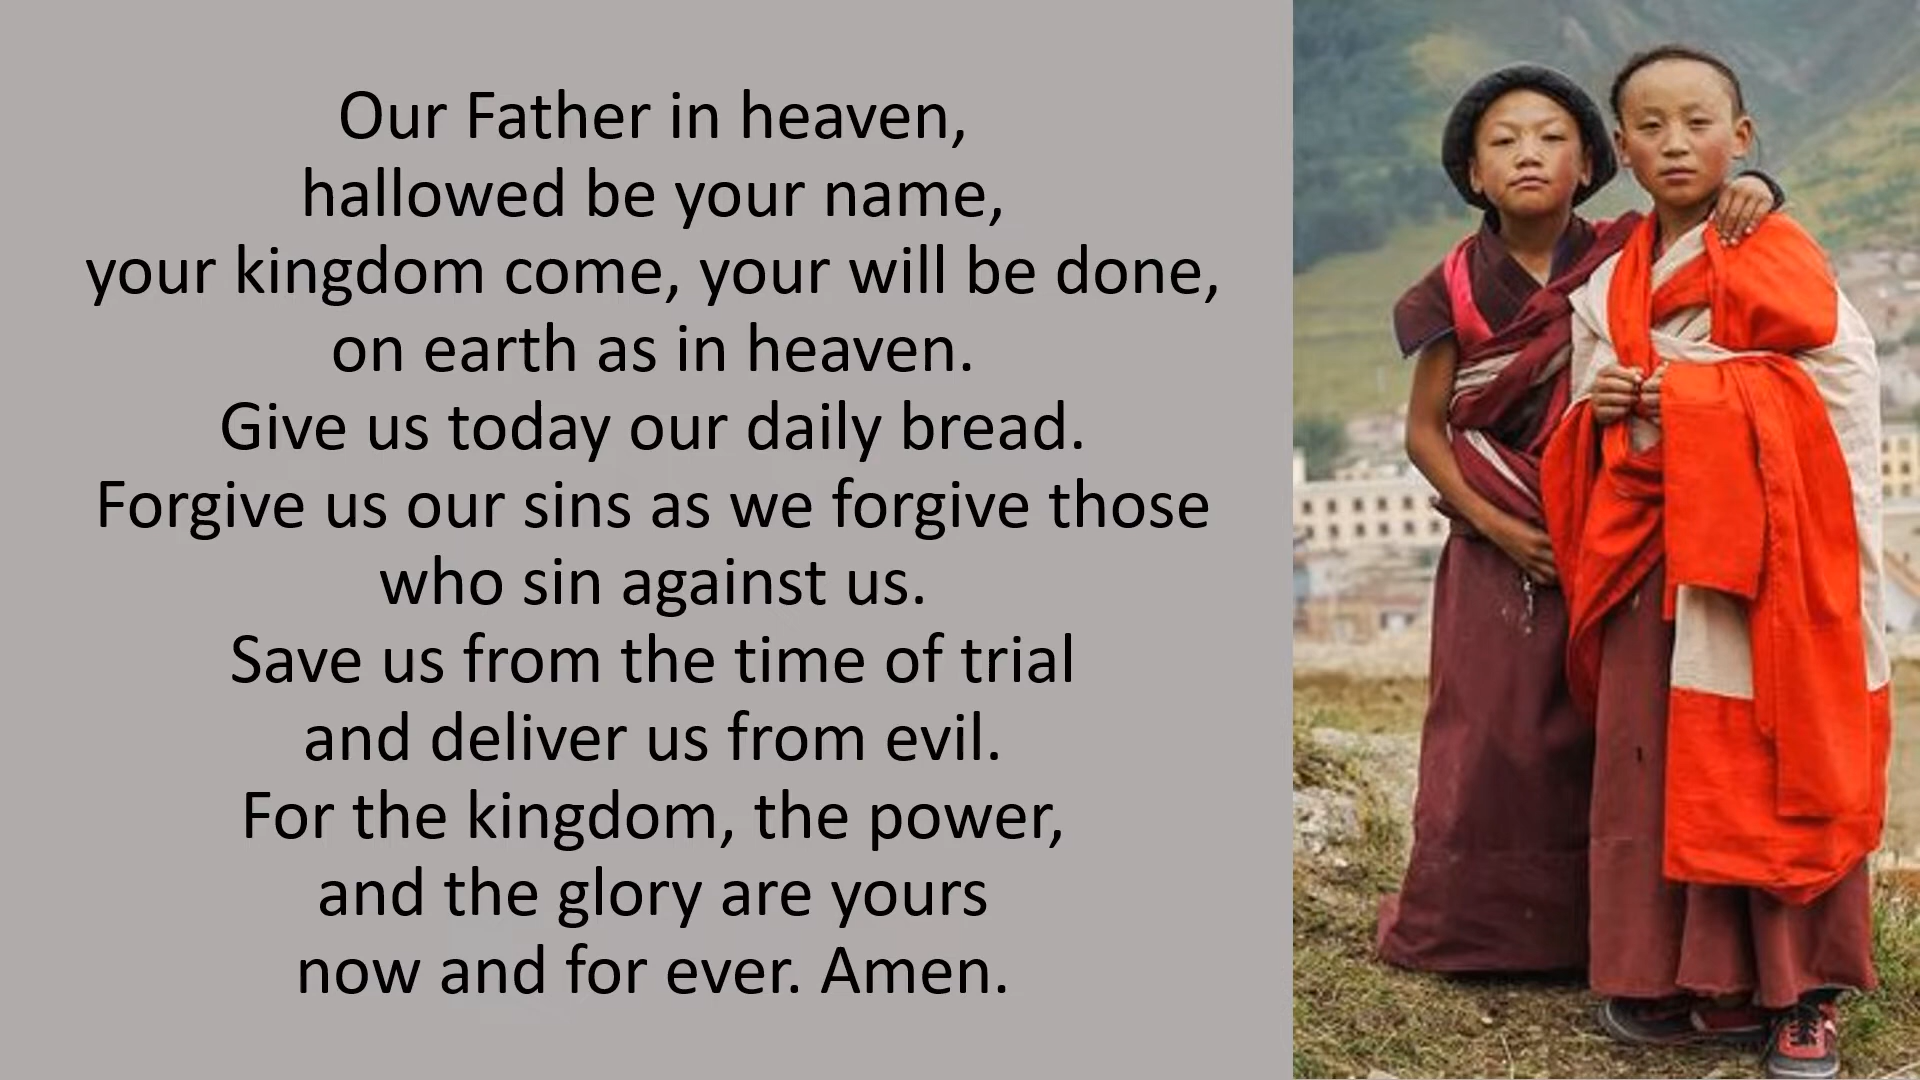 Our Father in heaven,
hallowed be your name,
your kingdom come, your will be done,
on earth as in heaven.
Give us today our daily bread.
Forgive us our sins as we forgive those
who sin against us.
Save us from the time of trial
and deliver us from evil.
For the kingdom, the power,
and the glory are yours
now and for ever. Amen.